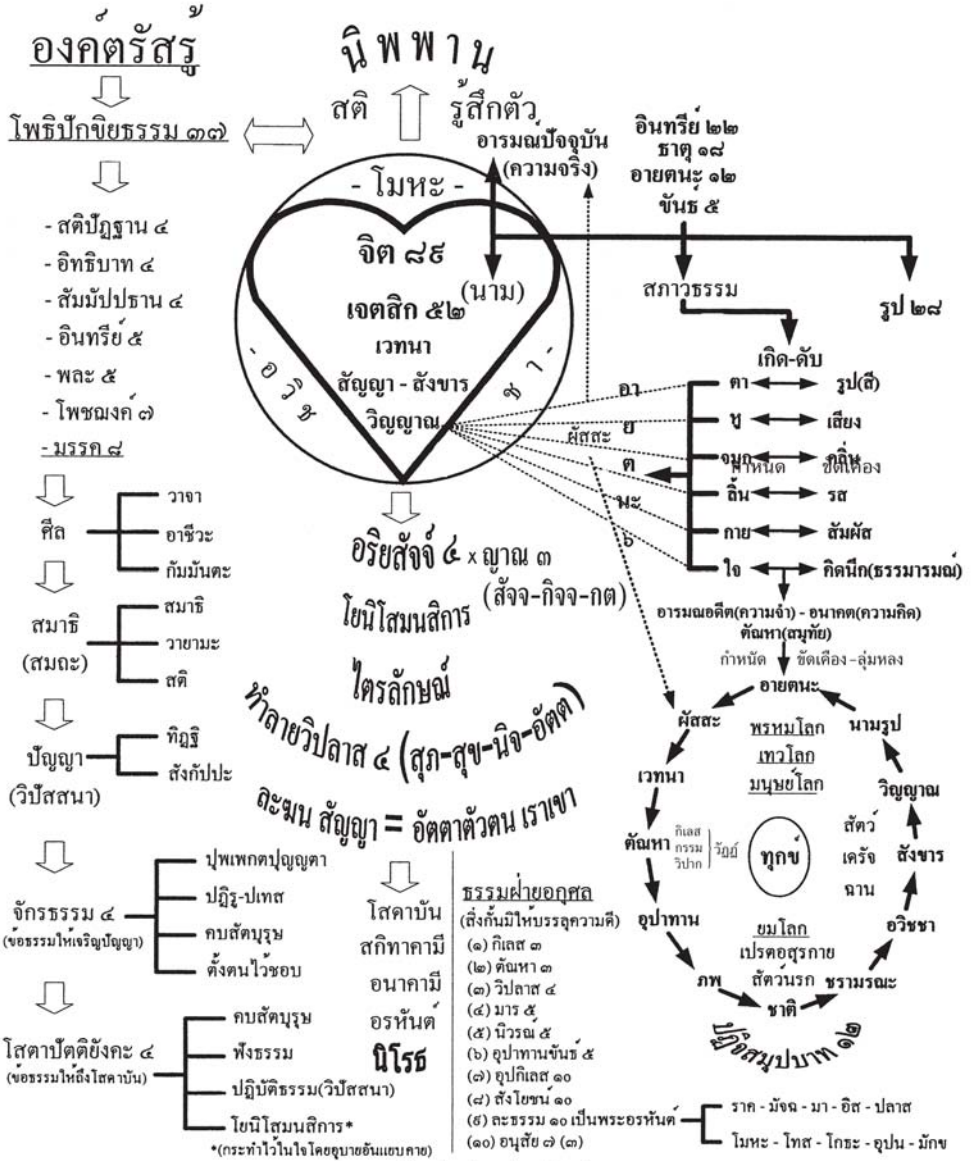 องค์ตรัสรู้
โพธิปักขิยธรรม ๓๗
- สติปัฏฐาน ๔
- อิทธิบาท ๔
- สัมมัปปธาน ๔
- อินทรีย์ ๕
- พละ ๕
- โพชฌงค์ ๗
- มรรค ๘
ศีล
วาจา
อาชีวะ
กัมมันตะ
สมาธิ
(สมถะ)
สมาธิ
วายามะ
สติ
ปัญญา
(วิปัสสนา)
ทิฏฐิ
สังกัปปะ
จักรธรรม ๔
(ข้อธรรมให้เจริญปัญญา)
ปุพเพกตปุญญตา
ปฏิรู-ปเทส
คบสัตบุรุษ
ตั้งตนไว้ชอบ
โสตาปัตติยังคะ ๔
(ข้อธรรมให้ถึงโสดาบัน)
คบสัตบุรุษ
ฟังธรรม
ปฏิบัติธรรม(วิปัสสนา)
โยนิโสมนสิการ*
*(กระทำไว้ในใจโดยอุบายอันแยบคาย)
นิพพาน
สติ รู้สึกตัว
- โมหะ -
- อวิช
ชา -
จิต ๘๙
เจตสิก ๕๒
เวทนา
สัญญา - สังขาร
วิญญาณ
(นาม)
อารมณ์ปัจจุบัน
(ความจริง)
อินทรีย์ ๒๒
ธาตุ ๑๘
อายตนะ ๑๒
ขันธ์ ๕
สภาวธรรม
รูป ๒๘
เกิด-ดับ
อา
ย
ต
นะ
๖
ผัสสะ
ตา รูป(สี)
หู เสียง
จมูก กลิ่น
กำหนัด ขัดเคือง
ลิ้น รส
กาย สัมผัส
ใจ คิดนึก(ธรรมารมณ์)
อารมณอดีต(ความจำ) - อนาคต(ความคิด)
ตัณหา(สมุทัย)
กำหนัด ขัดเคือง -ลุ่มหลง
อายตนะ
ผัสสะ
เวทนา
ตัณหา
กิเลส
กรรม
วิปาก
วัฏฏ์
อุปาทาน
ภพ
ชาติ
ชรามรณะ
อวิชชา
สังขาร
วิญญาณ
นามรูป
พรหมโลก
เทวโลก
มนุษย์โลก
ทุกข์
สัตว์
เดรัจ
ฉาน
ยมโลก
เปรตอสุรกาย
สัตว์นรก
ปฏิจสมุปบาท ๑๒
อริยสัจจ์ ๔ x ญาณ ๓
(สัจจ-กิจจ-กต)
โยนิโสมนสิการ
ไตรลักษณ์
ทำลายวิปลาส ๔ (สุภ-สุข-นิจ-อัตต)
ละฆน สัญญา = อัตตาตัวตน เราเขา
โสดาบัน
สกิทาคามี
อนาคามี
อรหันต์
นิโรธ
ธรรมฝ่ายอกุศล
(สิ่งกั้นมิให้บรรลุความดี)
(๑) กิเลส ๓
(๒) ตัณหา ๓
(๓) วิปลาส ๔
(๔) มาร ๕
(๕) นิวรณ์ ๕
(๖) อุปาทานขันธ์ ๕
(๗) อุปกิเลส ๑๐
(๘) สังโยชน์ ๑๐
(๙) ละธรรม ๑๐ เป็นพระอรหันต์
(๑๐) อนุสัย ๗ (๓)
ราค - มัจฉ - มา - อิส - ปลาส
โมหะ - โทส - โกธะ - อุปน - มักข